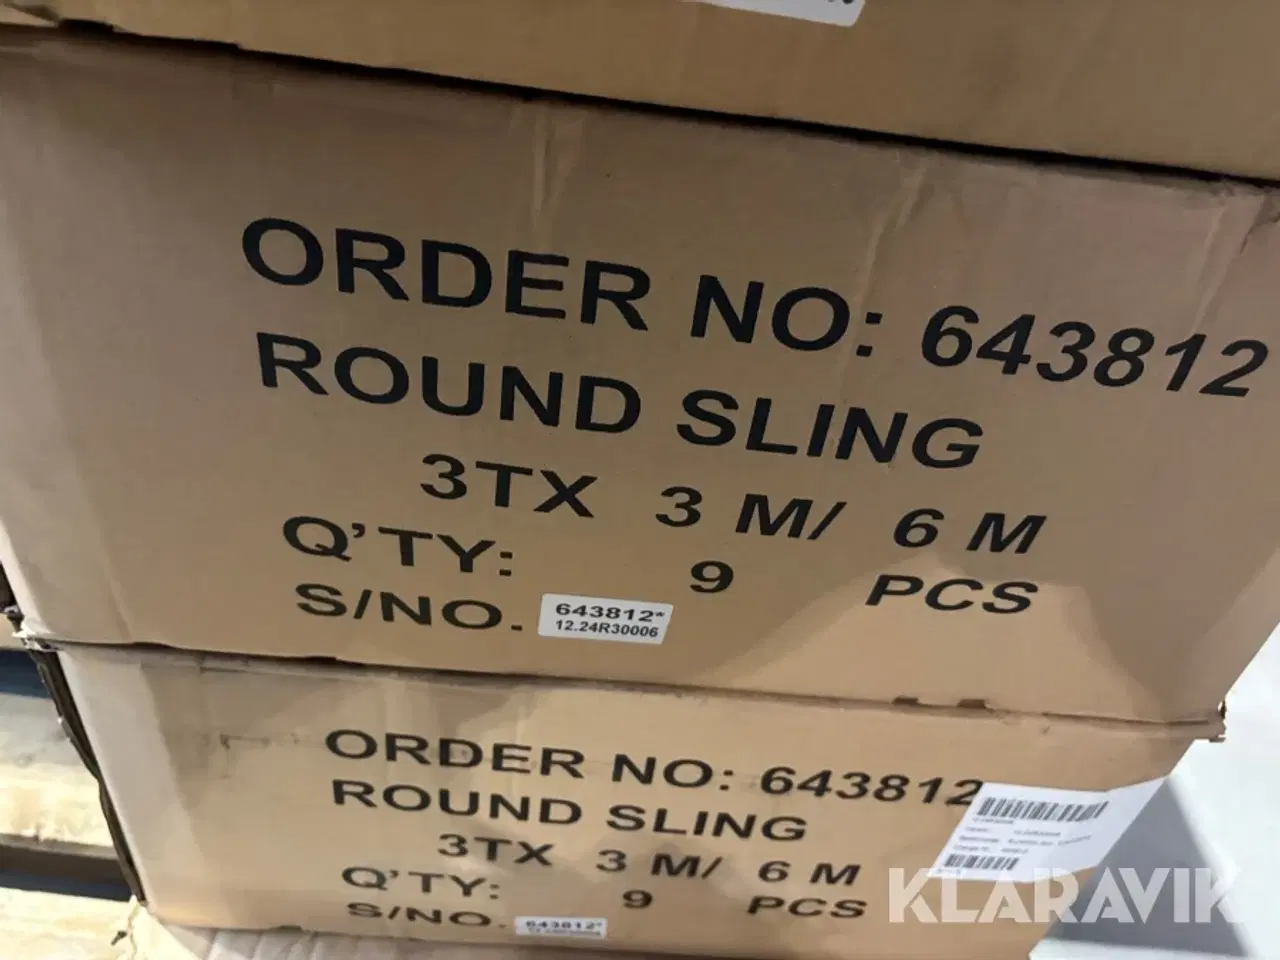 ORDER NO: 643812
ROUND SLING
3TX 3 M/ 6 M
Q'TY: 9 PCS
S/NO. 643812*
12.24R30006
ORDER NO: 643812
ROUND SLING
3TX 3 M/ 6 M
Q'TY: 9 PCS
S/NO. 643812*
KLARAVIK